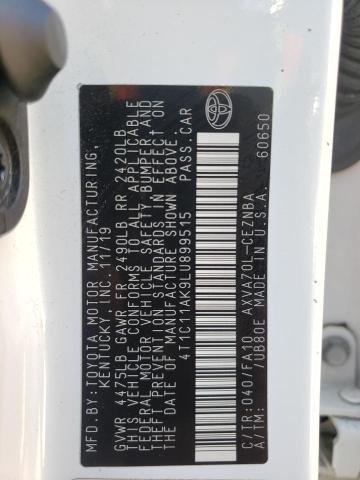 MFD.BY:TOYOTA MOTOR MANUFACTURING,
KENTUCKY, INC. 11/19
GVWR 4475LB GAWR FR 2490LB RR 2420LB
THIS VEHICLE CONFORMS TO ALL APPLICABLE
FEDERAL MOTOR VEHICLE SAFETY, BUMPER, AND
THEFT PREVENTION STANDARDS IN EFFECT ON
DATE OF MANUFACTURE SHOWN ABOVE.
4T1C11AK9LU899515 PASS.CAR
C/TR:040/FA10 AXVA70L-CEZNBA
A/TM: /UB80E MADE IN U.S.A.
60650